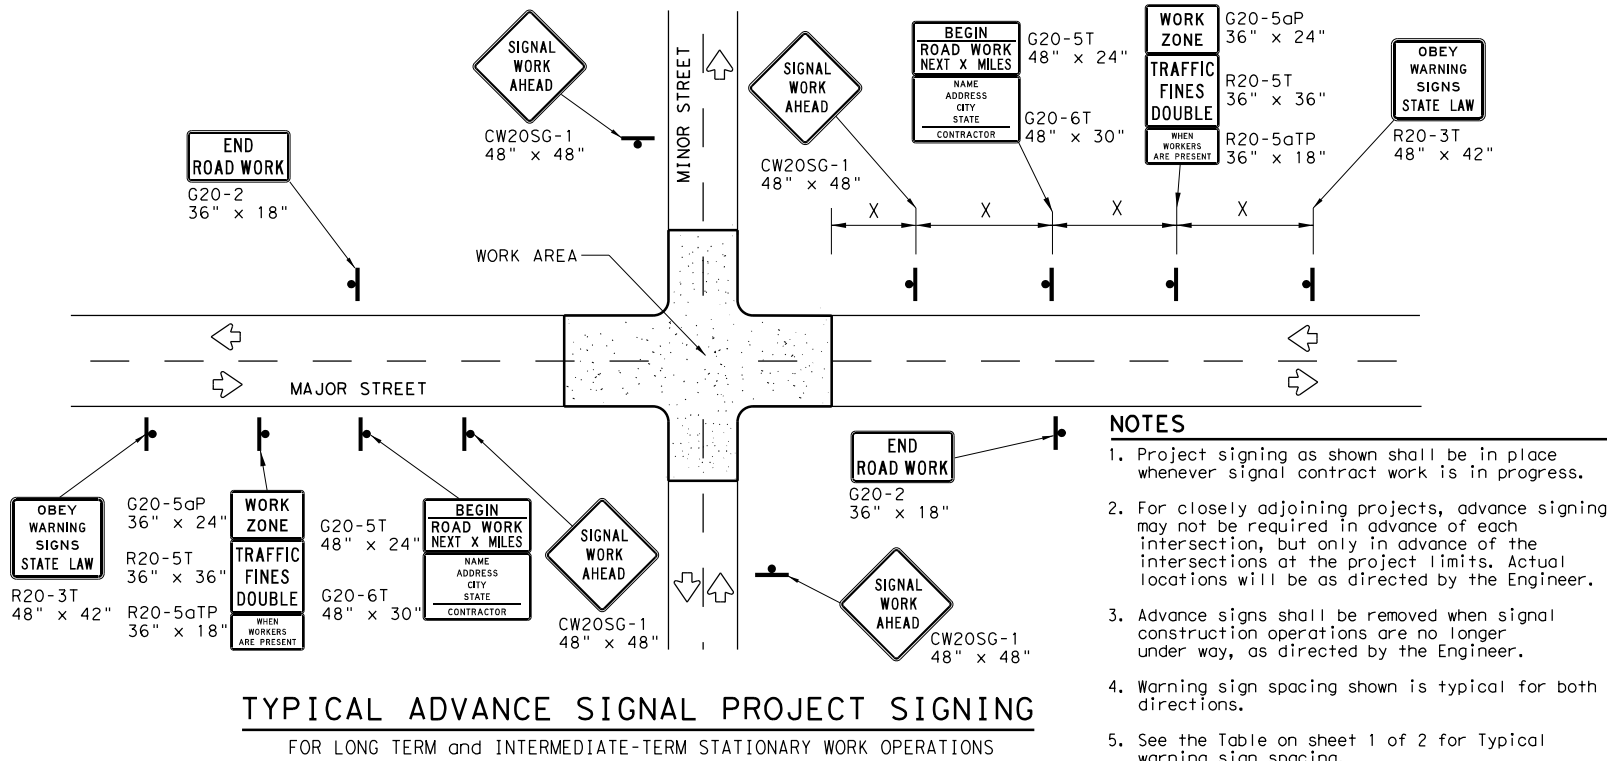 SIGNAL
WORK
AHEAD
CW20SG-1
48" x 48"
END
ROAD WORK
G20-2
36" x 18"
MINOR STREET
SIGNAL
WORK
AHEAD
CW20SG-1
48" x 48"
BEGIN
ROAD WORK
NEXT X MILES
NAME
ADDRESS
CITY
STATE
CONTRACTOR
G20-5T
48" x 24"
G20-6T
48" x 30"
WORK
ZONE
TRAFFIC
FINES
DOUBLE
WHEN
WORKERS
ARE PRESENT
G20-5aP
36" x 24"
R20-5T
36" x 36"
R20-5aTP
36" x 18"
OBEY
WARNING
SIGNS
STATE LAW
R20-3T
48" x 42"
X
X
X
X
WORK AREA
MAJOR STREET
OBEY
WARNING
SIGNS
STATE LAW
R20-3T
48" x 42"
G20-5aP
36" x 24"
R20-5T
36" x 36"
R20-5aTP
36" x 18"
WORK
ZONE
TRAFFIC
FINES
DOUBLE
WHEN
WORKERS
ARE PRESENT
G20-5T
48" x 24"
G20-6T
48" x 30"
BEGIN
ROAD WORK
NEXT X MILES
NAME
ADDRESS
CITY
STATE
CONTRACTOR
SIGNAL
WORK
AHEAD
CW20SG-1
48" x 48"
END
ROAD WORK
G20-2
36" x 18"
SIGNAL
WORK
AHEAD
CW20SG-1
48" x 48"
TYPICAL ADVANCE SIGNAL PROJECT SIGNING
FOR LONG TERM and INTERMEDIATE-TERM STATIONARY WORK OPERATIONS
NOTES
1. Project signing as shown shall be in place
whenever signal contract work is in progress.
2. For closely adjoining projects, advance signing
may not be required in advance of each
intersection, but only in advance of the
intersections at the project limits. Actual
locations will be as directed by the Engineer.
3. Advance signs shall be removed when signal
construction operations are no longer
under way, as directed by the Engineer.
4. Warning sign spacing shown is typical for both
directions.
5. See the Table on sheet 1 of 2 for Typical
warning sign spacing.